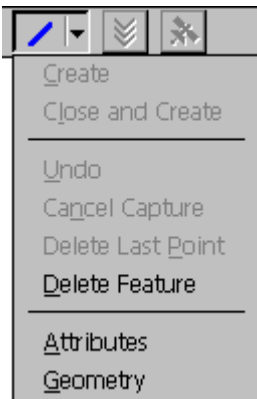 Create
Close and Create
Undo
Cancel Capture
Delete Last Point
Delete Feature
Attributes
Geometry